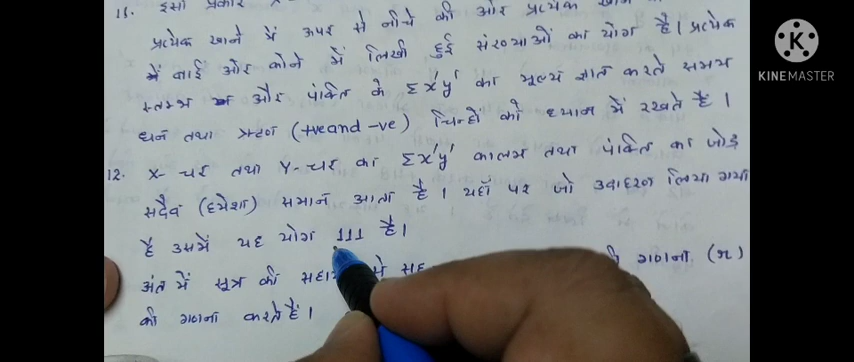 11. इसी प्रकार
प्रत्येक खाने में ऊपर से नीचे की ओर प्रत्येक
में बाईं ओर कोने में लिखी हुई संख्याओं का योग है। प्रत्येक
स्तम्भ और पंक्ति के Σx'y' का मूल्य ज्ञात करते समय
धन तथा ऋण (+ve and -ve) चिन्हों को ध्यान में रखते है।
12. X- चर तथा Y- चर का Σx'y' कालम तथा पंक्ति का जोड़
सदैव (हमेशा) समान आता है। यहाँ पर जो उदाहरण लिया गया
है उसमें यह योग 111 है।
अंत में सूत्र की से गणना (r)
की गणना करते हैं।
KINEMASTER